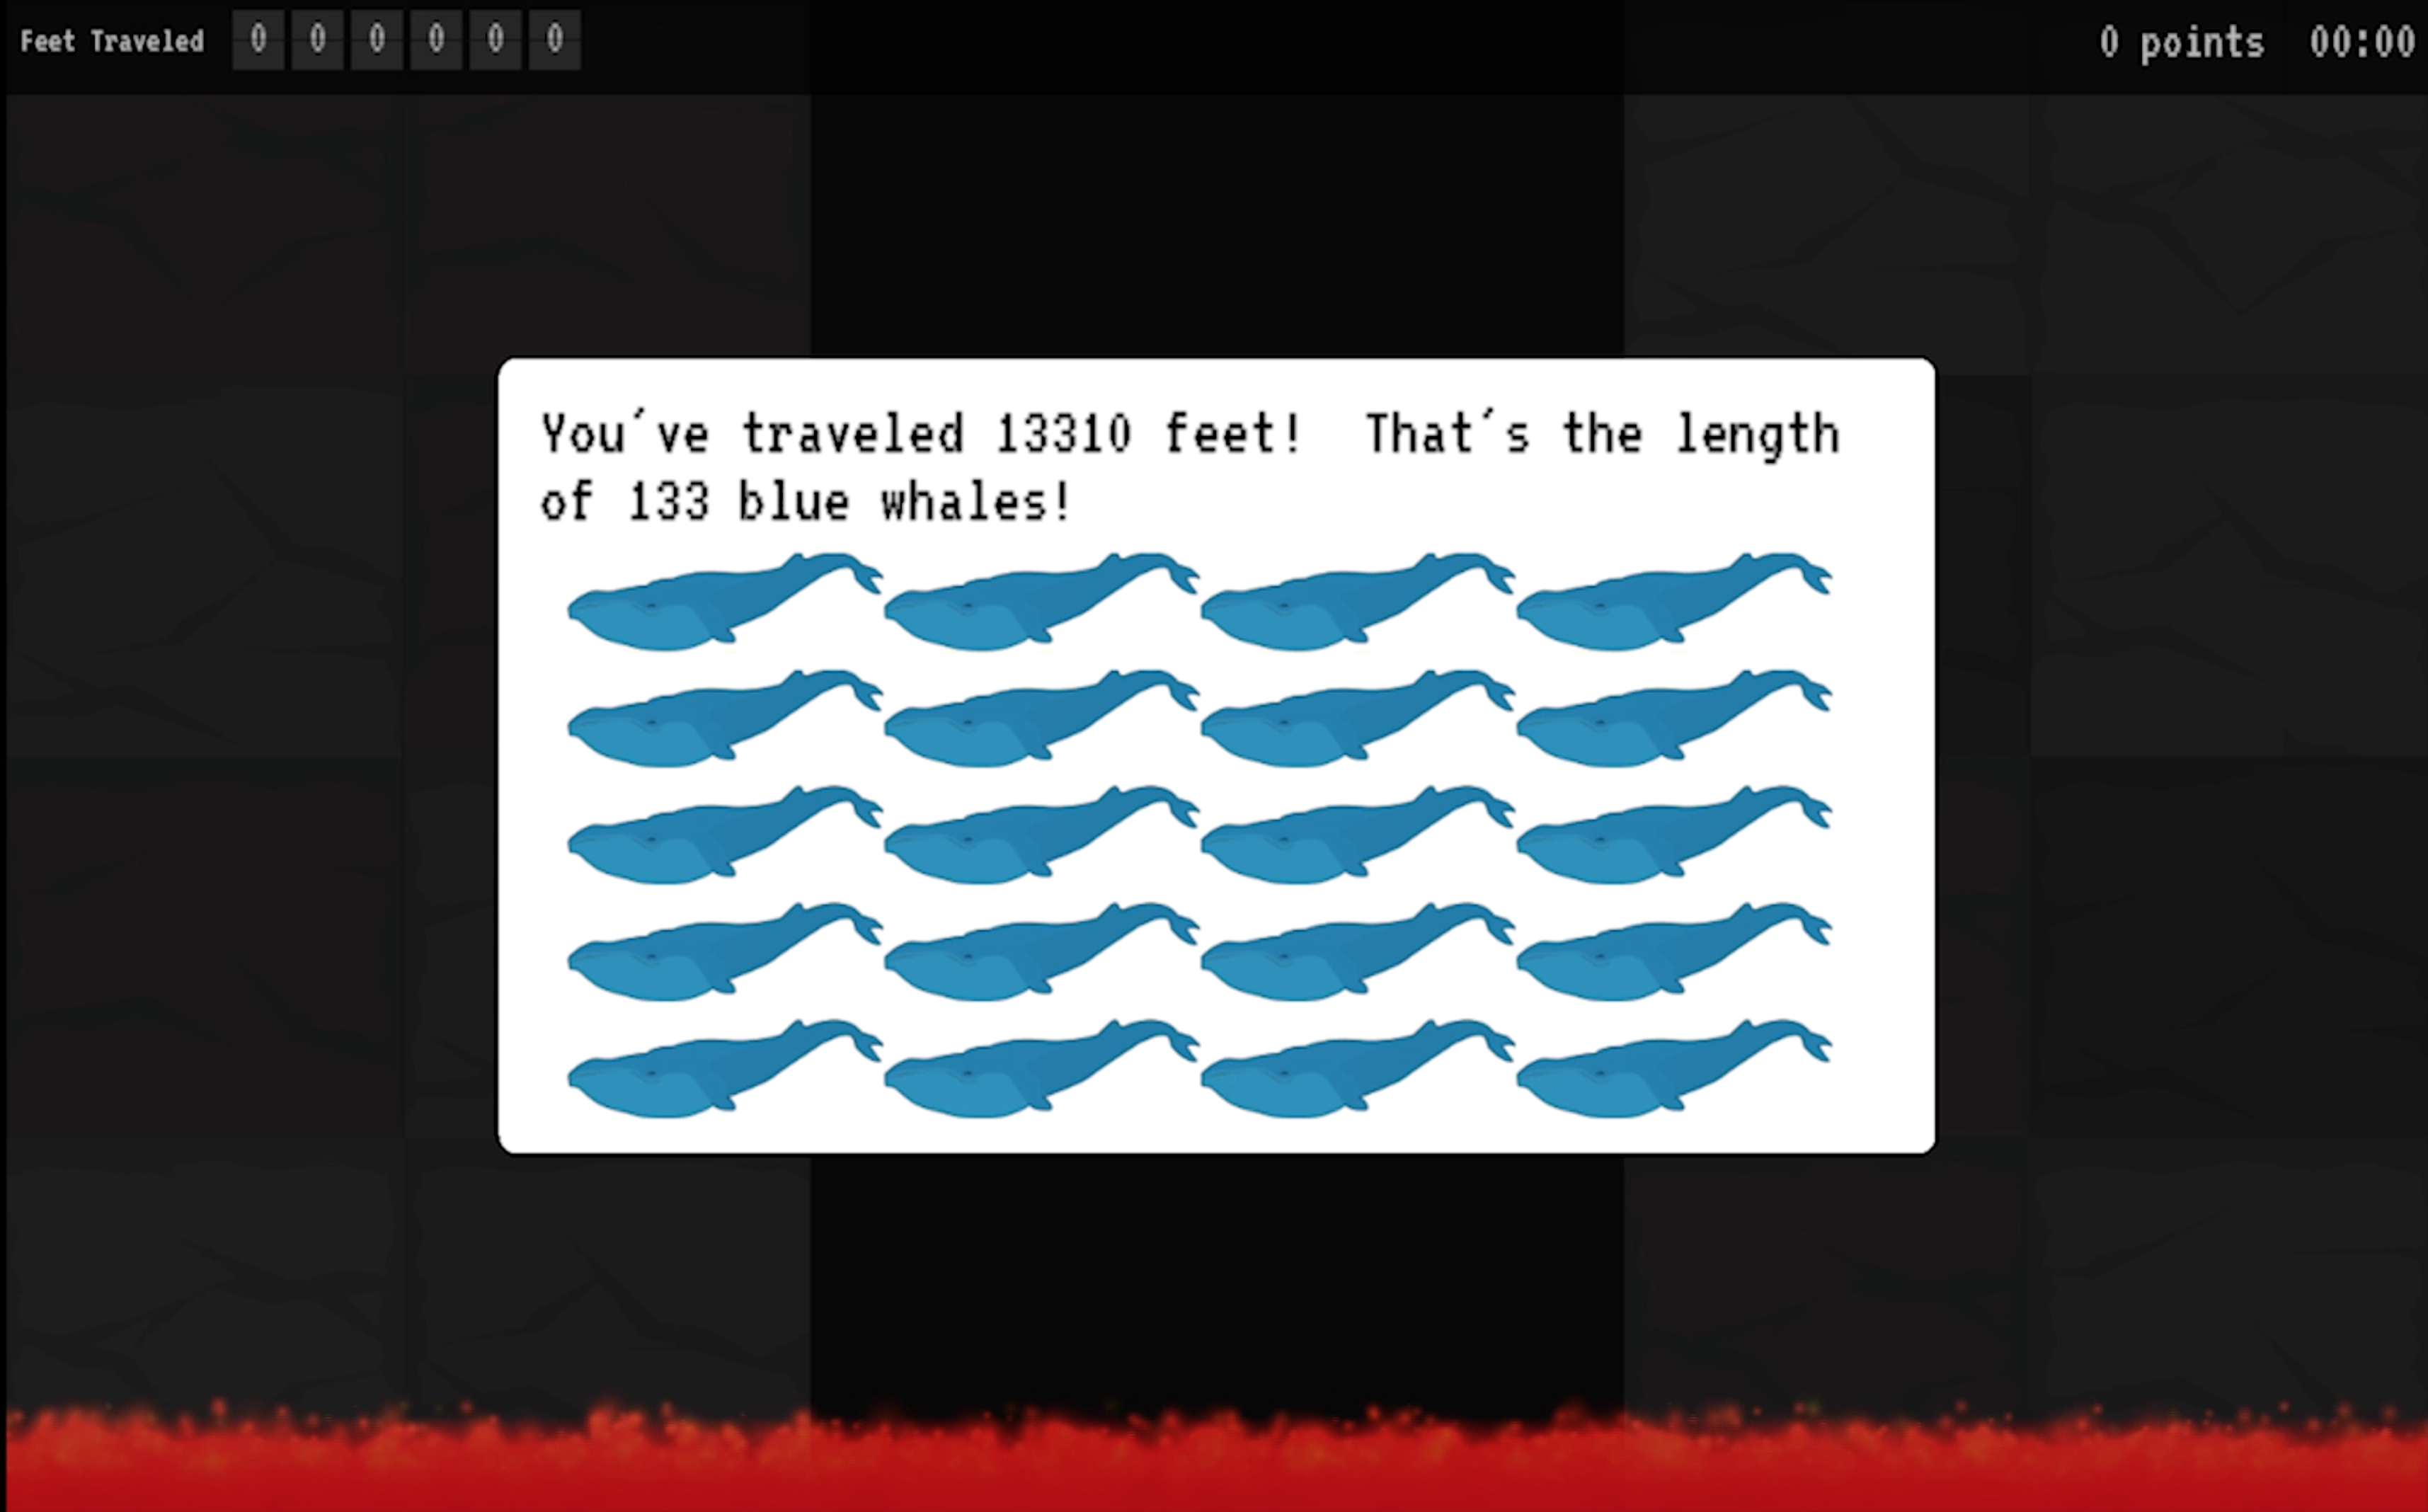 Feet Traveled 0 0 0 0 0 0 0 points 00:00
You´ve traveled 13310 feet!  That´s the length
of 133 blue whales!